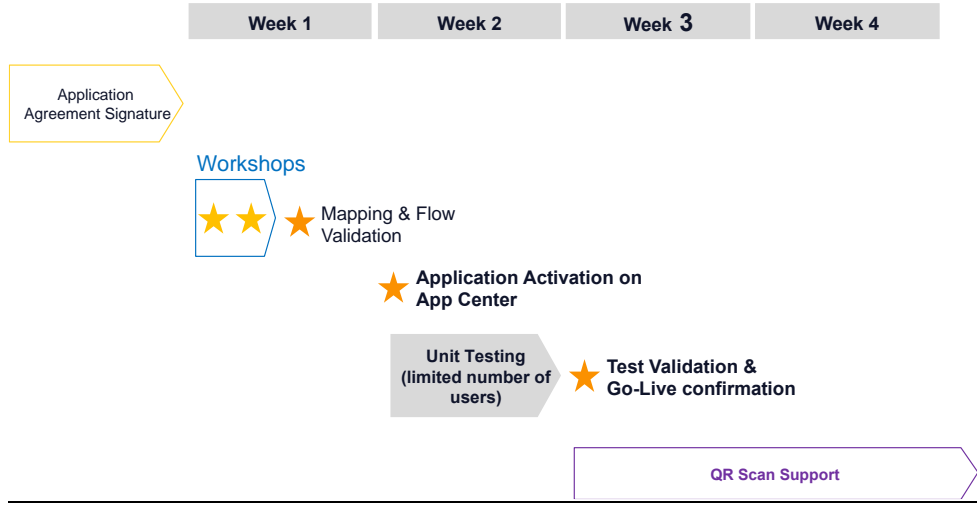 Week 1
Week 2
Week 3
Week 4
Application
Agreement Signature
Workshops
Mapping & Flow
Validation
Application Activation on
App Center
Unit Testing
(limited number of
users)
Test Validation &
Go-Live confirmation
QR Scan Support